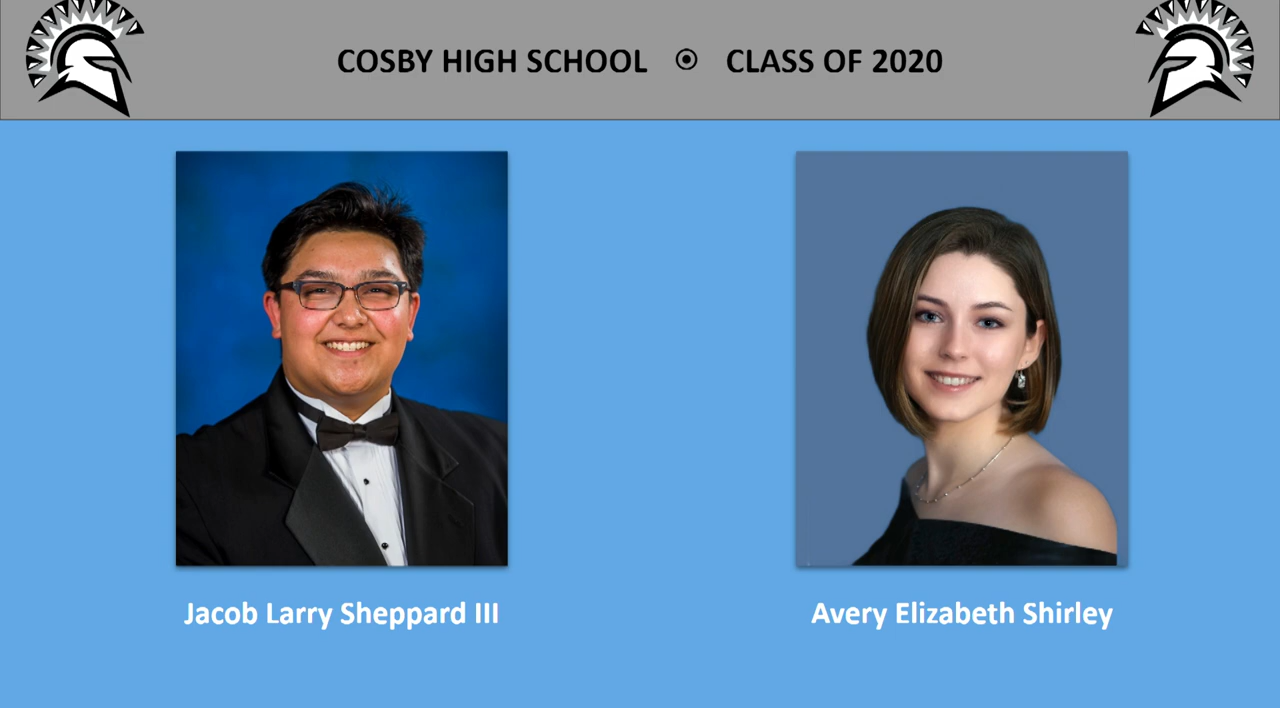 COSBY HIGH SCHOOL ⦿ CLASS OF 2020
Jacob Larry Sheppard III
Avery Elizabeth Shirley